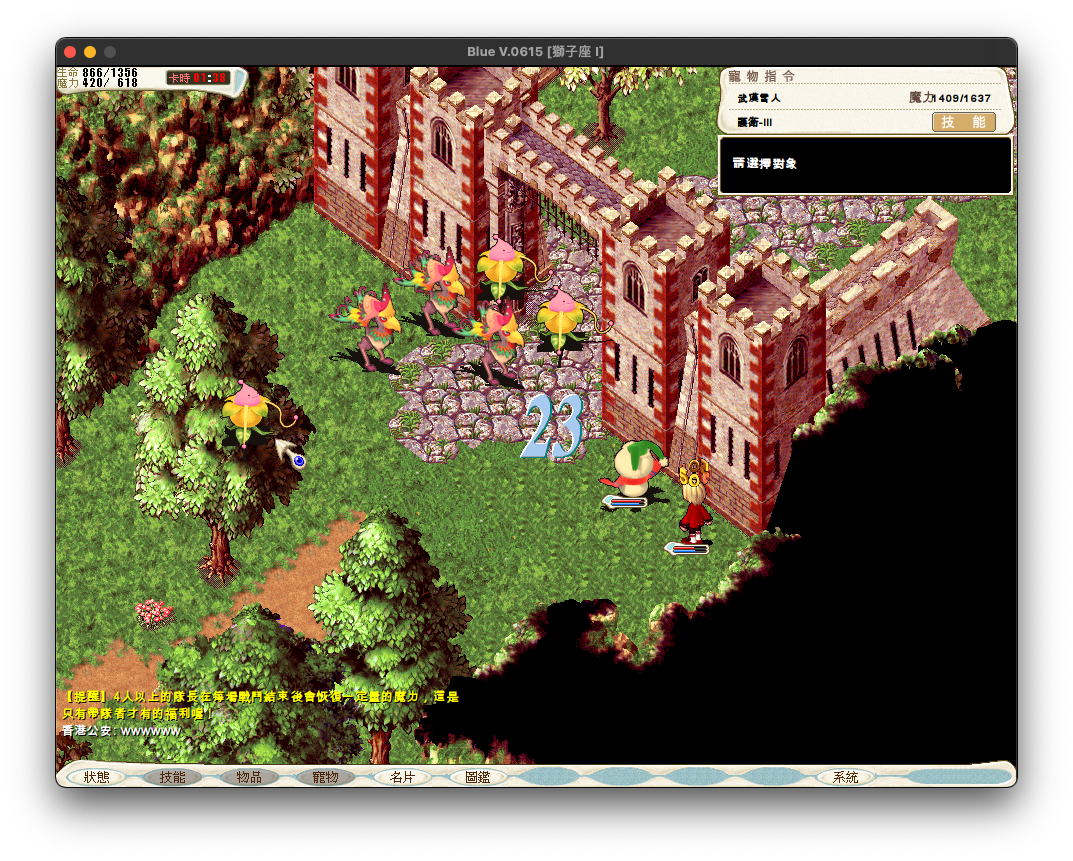 Blue V.0615 [獅子座 I]
生命 866/1356
魔力 420/ 618
卡時 01:38
寵物指令
武漢雪人 魔力1409/1637
護衛-III
技 能
請選擇對象
23
【提醒】4人以上的隊長在每場戰鬥結束後會恢復一定量的魔力，這是
只有帶隊者才有的福利喔！
香港公安: wwwwww
狀態 技能 物品 寵物 名片 圖鑑 系統